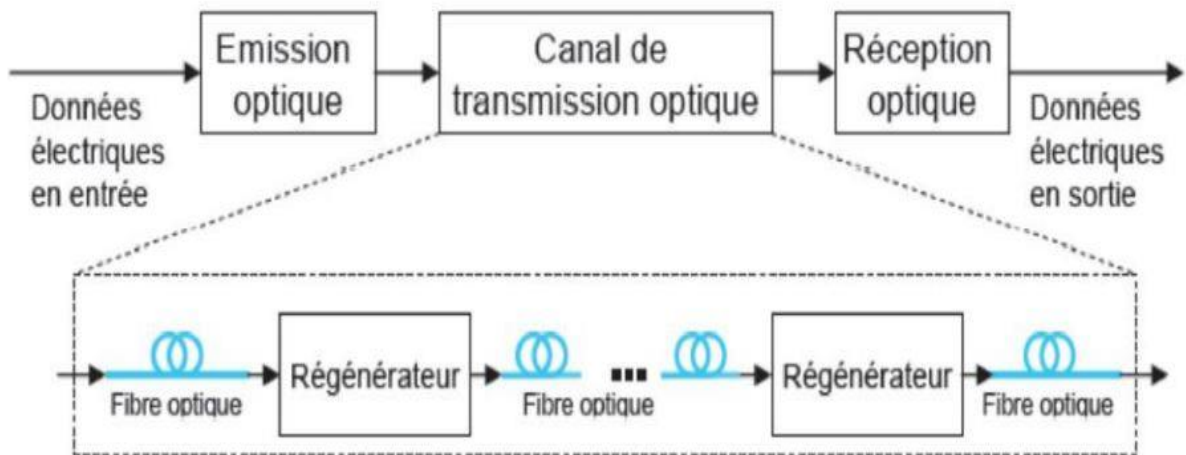 Emission
optique
Canal de
transmission optique
Réception
optique
Données
électriques
en entrée
Données
électriques
en sortie
Régénérateur
Régénérateur
Fibre optique
Fibre optique
Fibre optique